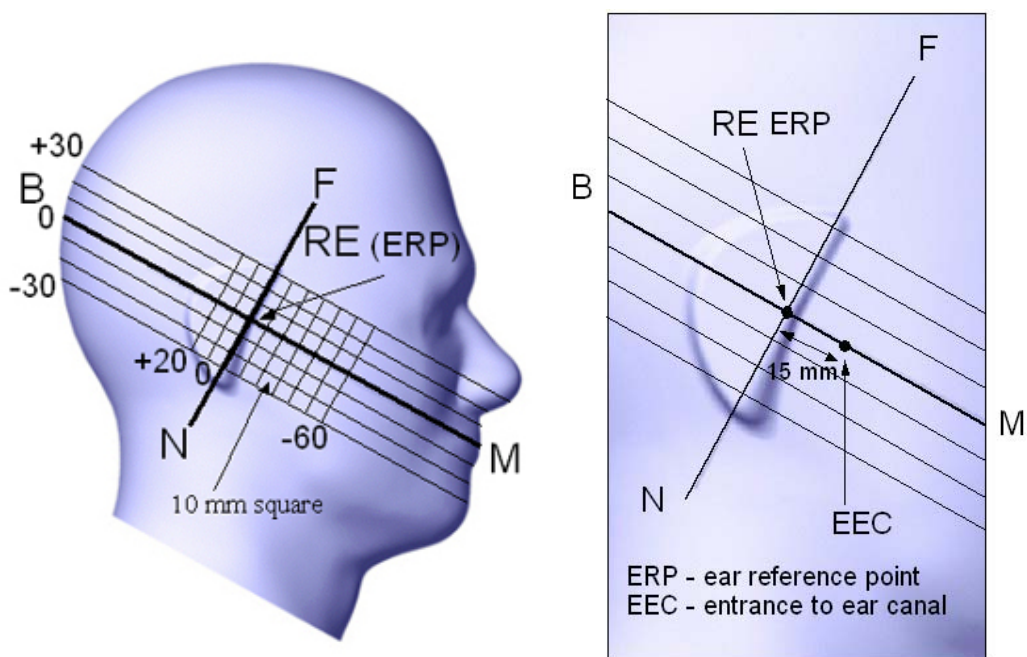 +30
B
0
-30
F
RE (ERP)
+20
0
N
-60
M
10 mm square
F
RE ERP
B
15 mm
M
N
EEC
ERP - ear reference point
EEC - entrance to ear canal